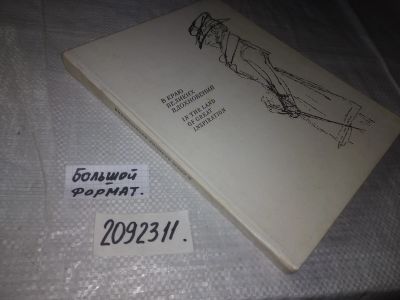 В КРАЮ
ВЕЛИКИХ
ВДОХНОВЕНИЙ
IN THE LAND
OF GREAT
INSPIRATION
БОЛЬШОЙ
ФОРМАТ.
2092311.